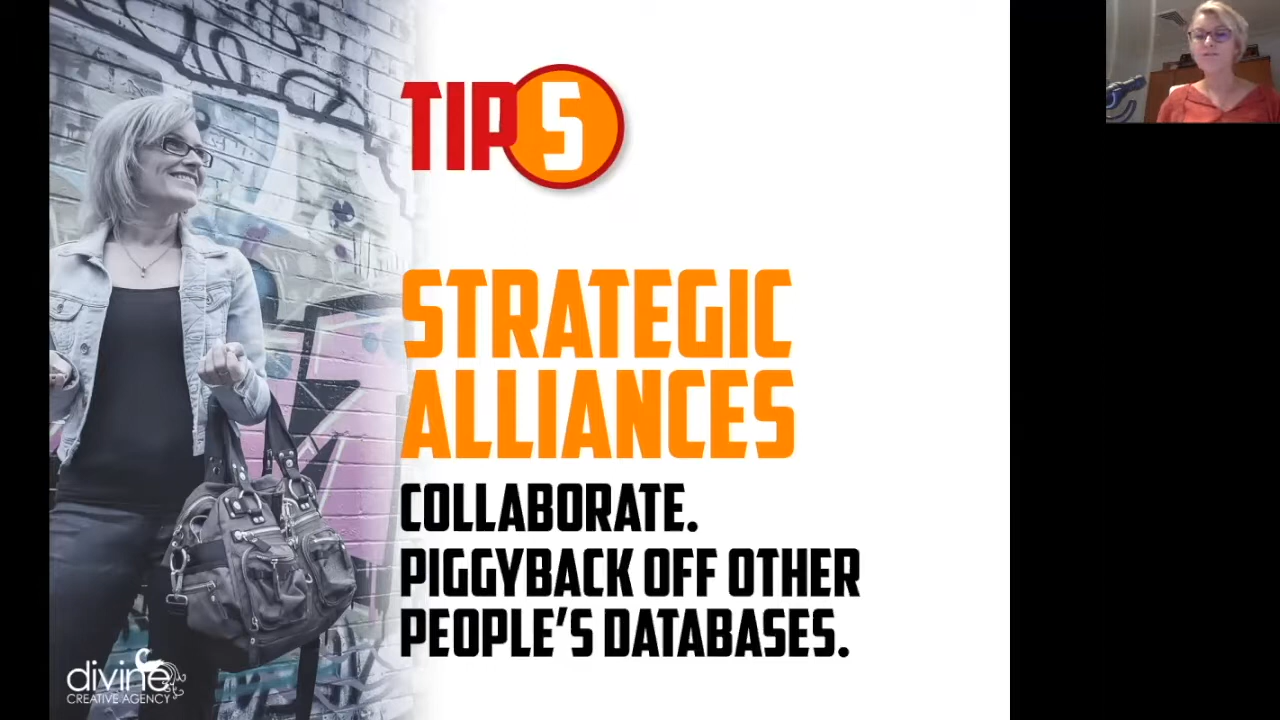 TIP 5
STRATEGIC
ALLIANCES
COLLABORATE.
PIGGYBACK OFF OTHER
PEOPLE'S DATABASES.
divine
CREATIVE AGENCY